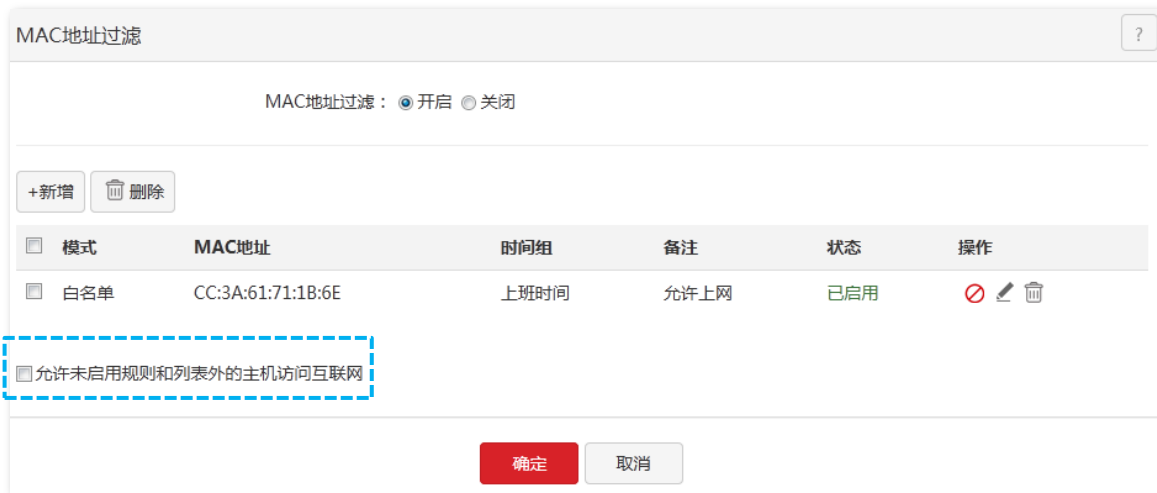 MAC地址过滤
?
MAC地址过滤： 开启 关闭
+新增 删除
模式 MAC地址 时间组 备注 状态 操作
白名单 CC:3A:61:71:1B:6E 上班时间 允许上网 已启用
允许未启用规则和列表外的主机访问互联网
确定 取消